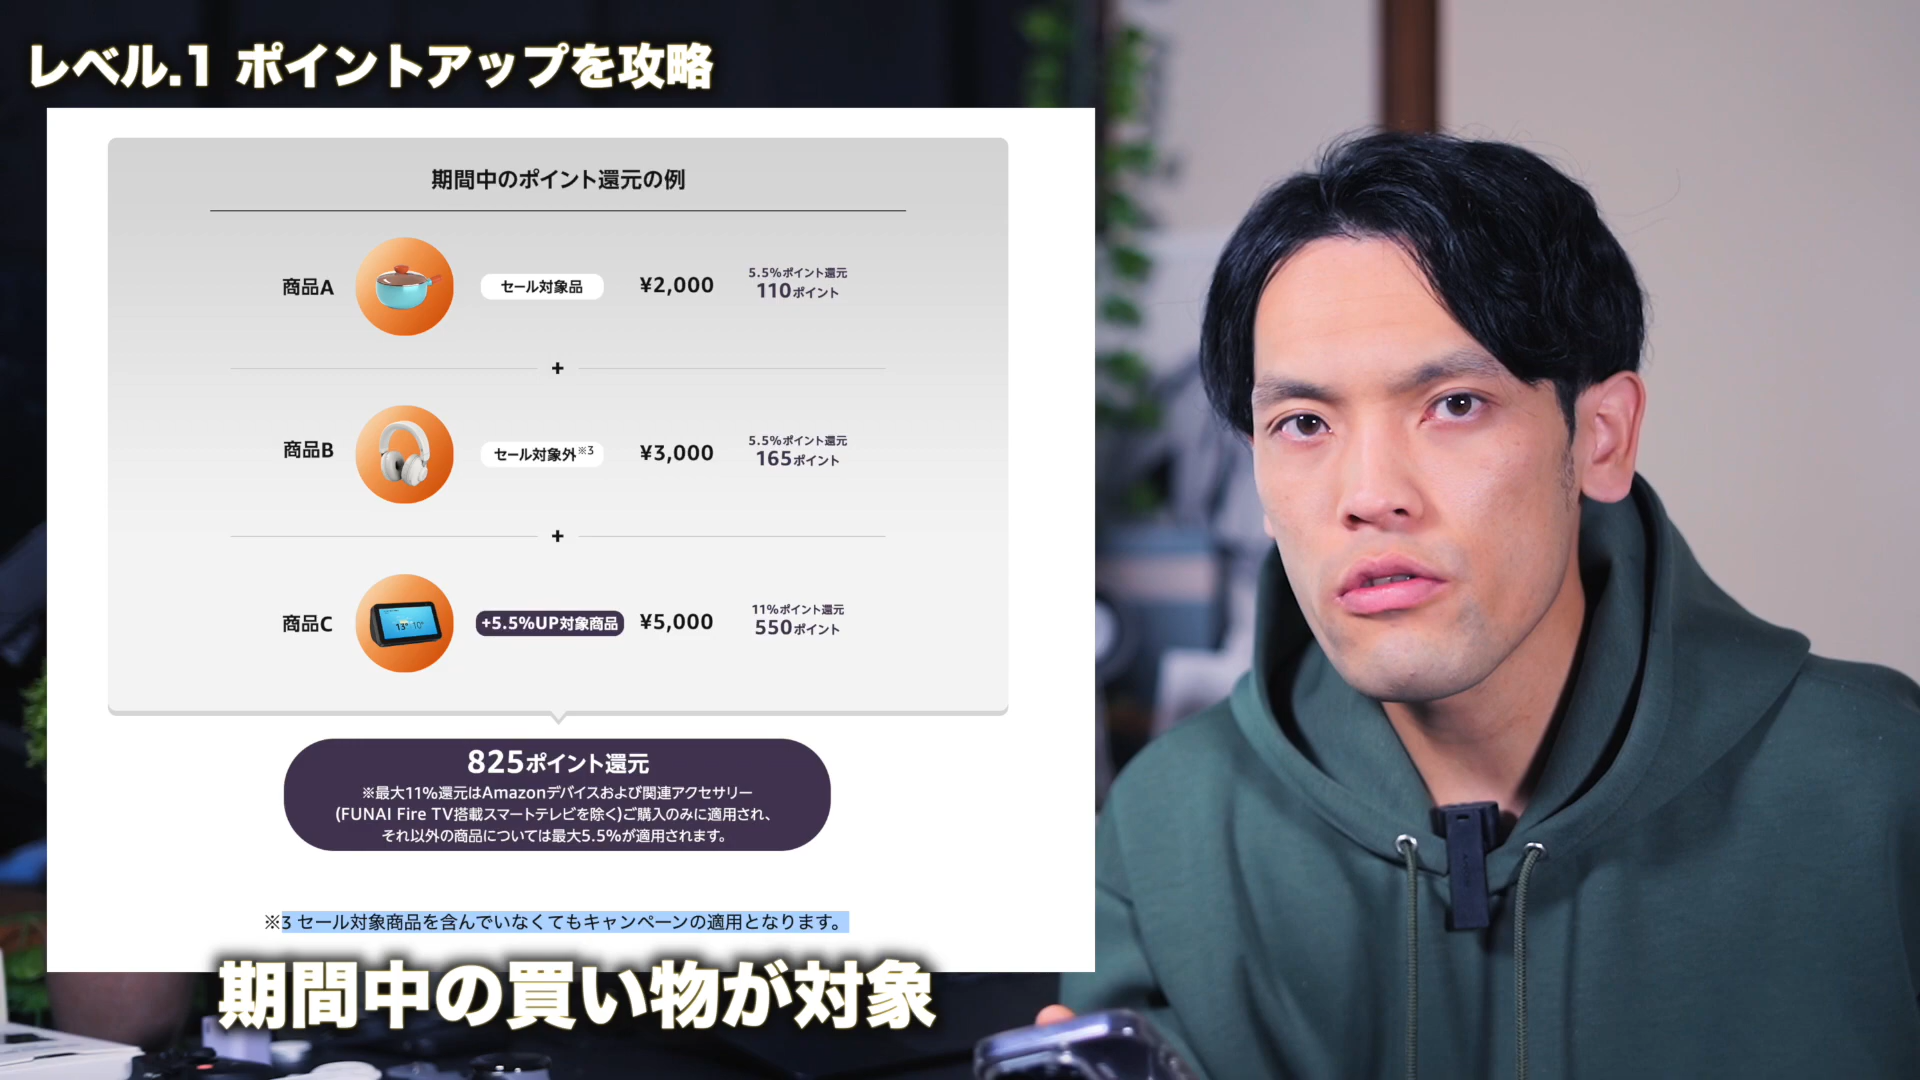 レベル.1 ポイントアップを攻略
期間中のポイント還元の例
商品A
セール対象品
¥2,000
5.5%ポイント還元
110ポイント
+
商品B
セール対象外※3
¥3,000
5.5%ポイント還元
165ポイント
+
商品C
13° 10°
+5.5%UP対象商品
¥5,000
11%ポイント還元
550ポイント
825ポイント還元
※最大11%還元はAmazonデバイスおよび関連アクセサリー
(FUNAI Fire TV搭載スマートテレビを除く)ご購入のみに適用され、
それ以外の商品については最大5.5%が適用されます。
※3 セール対象商品を含んでいなくてもキャンペーンの適用となります。
期間中の買い物が対象